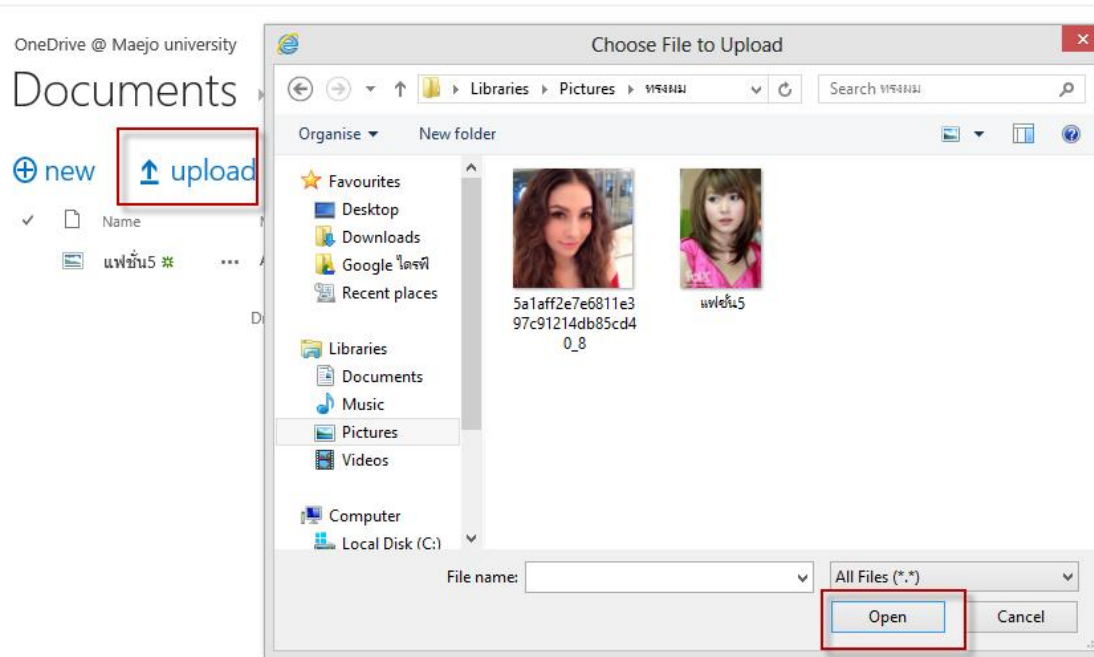 OneDrive @ Maejo university
Documents
new
upload
Name
แฟชั่น5
Choose File to Upload
Libraries
Pictures
ทรงผม
Search ทรงผม
Organise
New folder
Favourites
Desktop
Downloads
Google ไดรฟ์
Recent places
Libraries
Documents
Music
Pictures
Videos
Computer
Local Disk (C:)
5a1aff2e7e6811e3
97c91214db85cd4
0_8
แฟชั่น5
File name:
All Files (*.*)
Open
Cancel